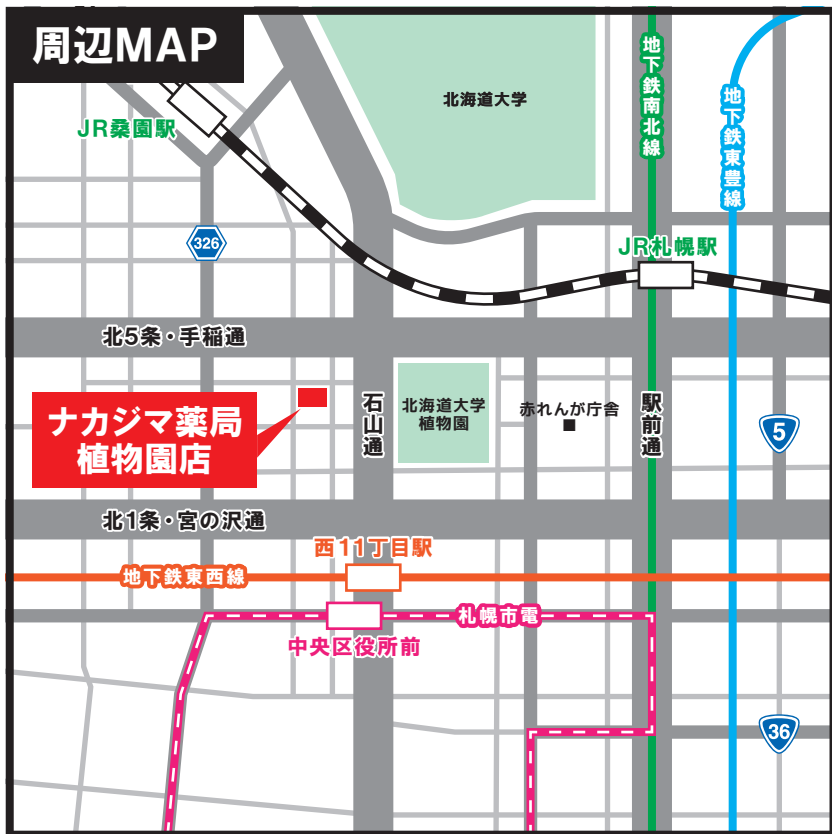 周辺MAP
北海道大学
地下鉄南北線
地下鉄東豊線
JR桑園駅
326
JR札幌駅
北5条・手稲通
ナカジマ薬局
植物園店
石山通
北海道大学
植物園
赤れんが庁舎
駅前通
5
北1条・宮の沢通
西11丁目駅
地下鉄東西線
札幌市電
中央区役所前
36